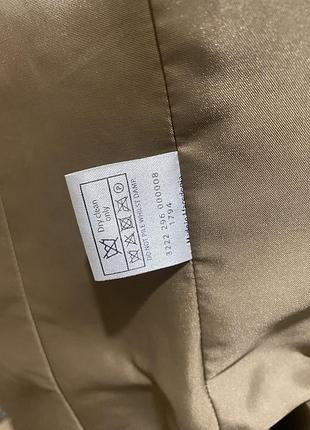 Dry clean
only
P
DO NOT PILE WHILST DAMP.
3222 296 000008
1794